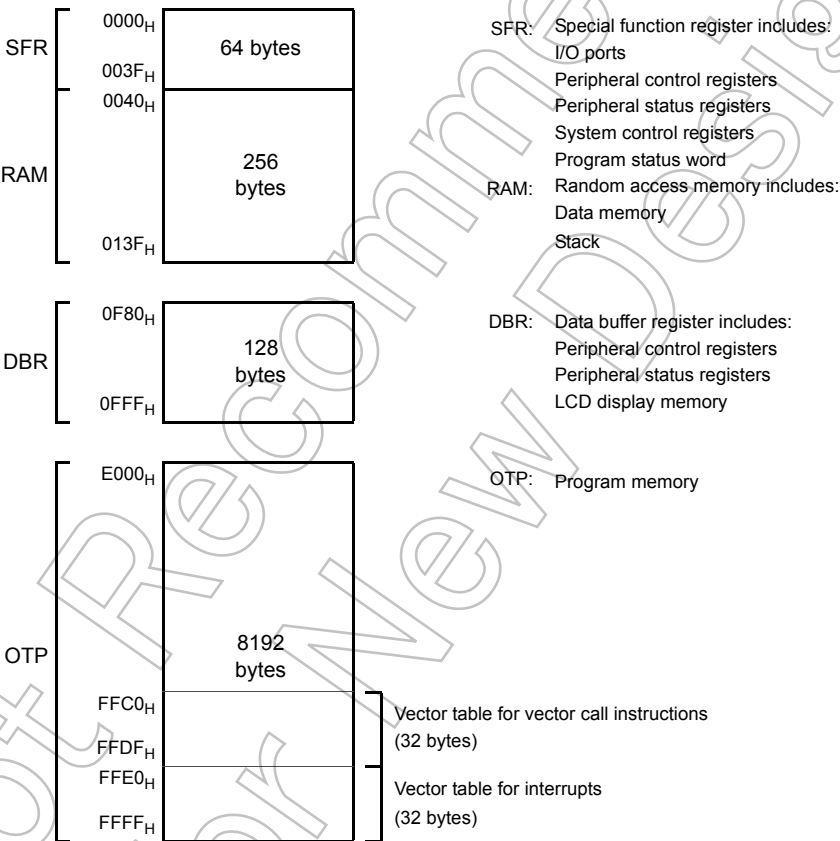 SFR
0000H
64 bytes
003FH
RAM
0040H
256
bytes
013FH
SFR: Special function register includes:
I/O ports
Peripheral control registers
Peripheral status registers
System control registers
Program status word
RAM: Random access memory includes:
Data memory
Stack
DBR
0F80H
128
bytes
0FFFH
DBR: Data buffer register includes:
Peripheral control registers
Peripheral status registers
LCD display memory
OTP
E000H
8192
bytes
OTP: Program memory
FFC0H
FFDFH
Vector table for vector call instructions
(32 bytes)
FFE0H
FFFFH
Vector table for interrupts
(32 bytes)